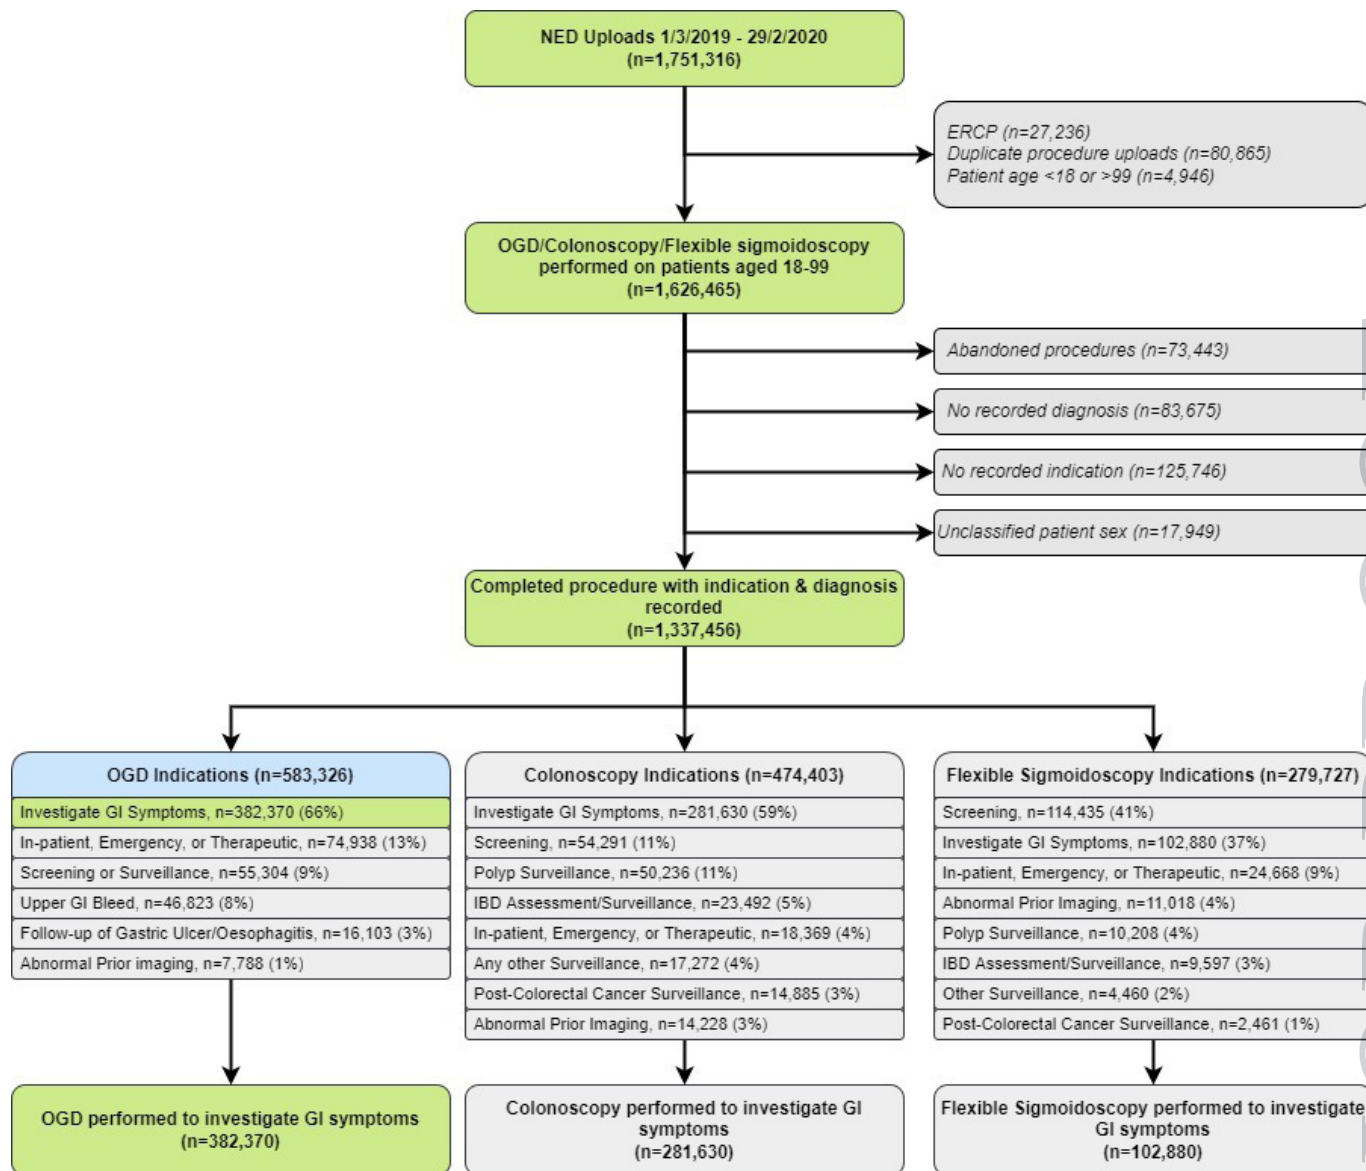 NED Uploads 1/3/2019 - 29/2/2020
(n=1,751,316)
ERCP (n=27,236)
Duplicate procedure uploads (n=80,865)
Patient age <18 or >99 (n=4,946)
OGD/Colonoscopy/Flexible sigmoidoscopy
performed on patients aged 18-99
(n=1,626,465)
Abandoned procedures (n=73,443)
No recorded diagnosis (n=83,675)
No recorded indication (n=125,746)
Unclassified patient sex (n=17,949)
Completed procedure with indication & diagnosis
recorded
(n=1,337,456)
OGD Indications (n=583,326)
Investigate GI Symptoms, n=382,370 (66%)
In-patient, Emergency, or Therapeutic, n=74,938 (13%)
Screening or Surveillance, n=55,304 (9%)
Upper GI Bleed, n=46,823 (8%)
Follow-up of Gastric Ulcer/Oesophagitis, n=16,103 (3%)
Abnormal Prior imaging, n=7,788 (1%)
OGD performed to investigate GI symptoms
(n=382,370)
Colonoscopy Indications (n=474,403)
Investigate GI Symptoms, n=281,630 (59%)
Screening, n=54,291 (11%)
Polyp Surveillance, n=50,236 (11%)
IBD Assessment/Surveillance, n=23,492 (5%)
In-patient, Emergency, or Therapeutic, n=18,369 (4%)
Any other Surveillance, n=17,272 (4%)
Post-Colorectal Cancer Surveillance, n=14,885 (3%)
Abnormal Prior Imaging, n=14,228 (3%)
Colonoscopy performed to investigate GI
symptoms
(n=281,630)
Flexible Sigmoidoscopy Indications (n=279,727)
Screening, n=114,435 (41%)
Investigate GI Symptoms, n=102,880 (37%)
In-patient, Emergency, or Therapeutic, n=24,668 (9%)
Abnormal Prior Imaging, n=11,018 (4%)
Polyp Surveillance, n=10,208 (4%)
IBD Assessment/Surveillance, n=9,597 (3%)
Other Surveillance, n=4,460 (2%)
Post-Colorectal Cancer Surveillance, n=2,461 (1%)
Flexible Sigmoidoscopy performed to investigate
GI symptoms
(n=102,880)